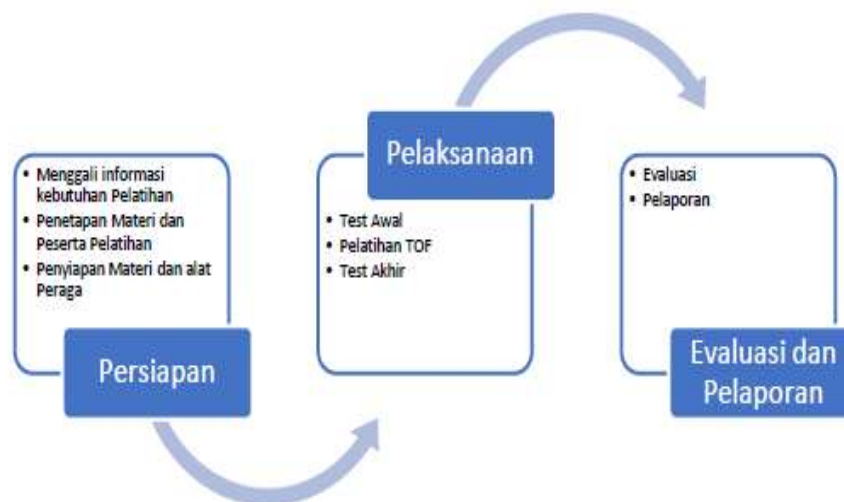 • Menggali informasi
kebutuhan Pelatihan
• Penetapan Materi dan
Peserta Pelatihan
• Penyiapan Materi dan alat
Peraga
Persiapan
Pelaksanaan
• Test Awal
• Pelatihan TOF
• Test Akhir
• Evaluasi
• Pelaporan
Evaluasi dan
Pelaporan